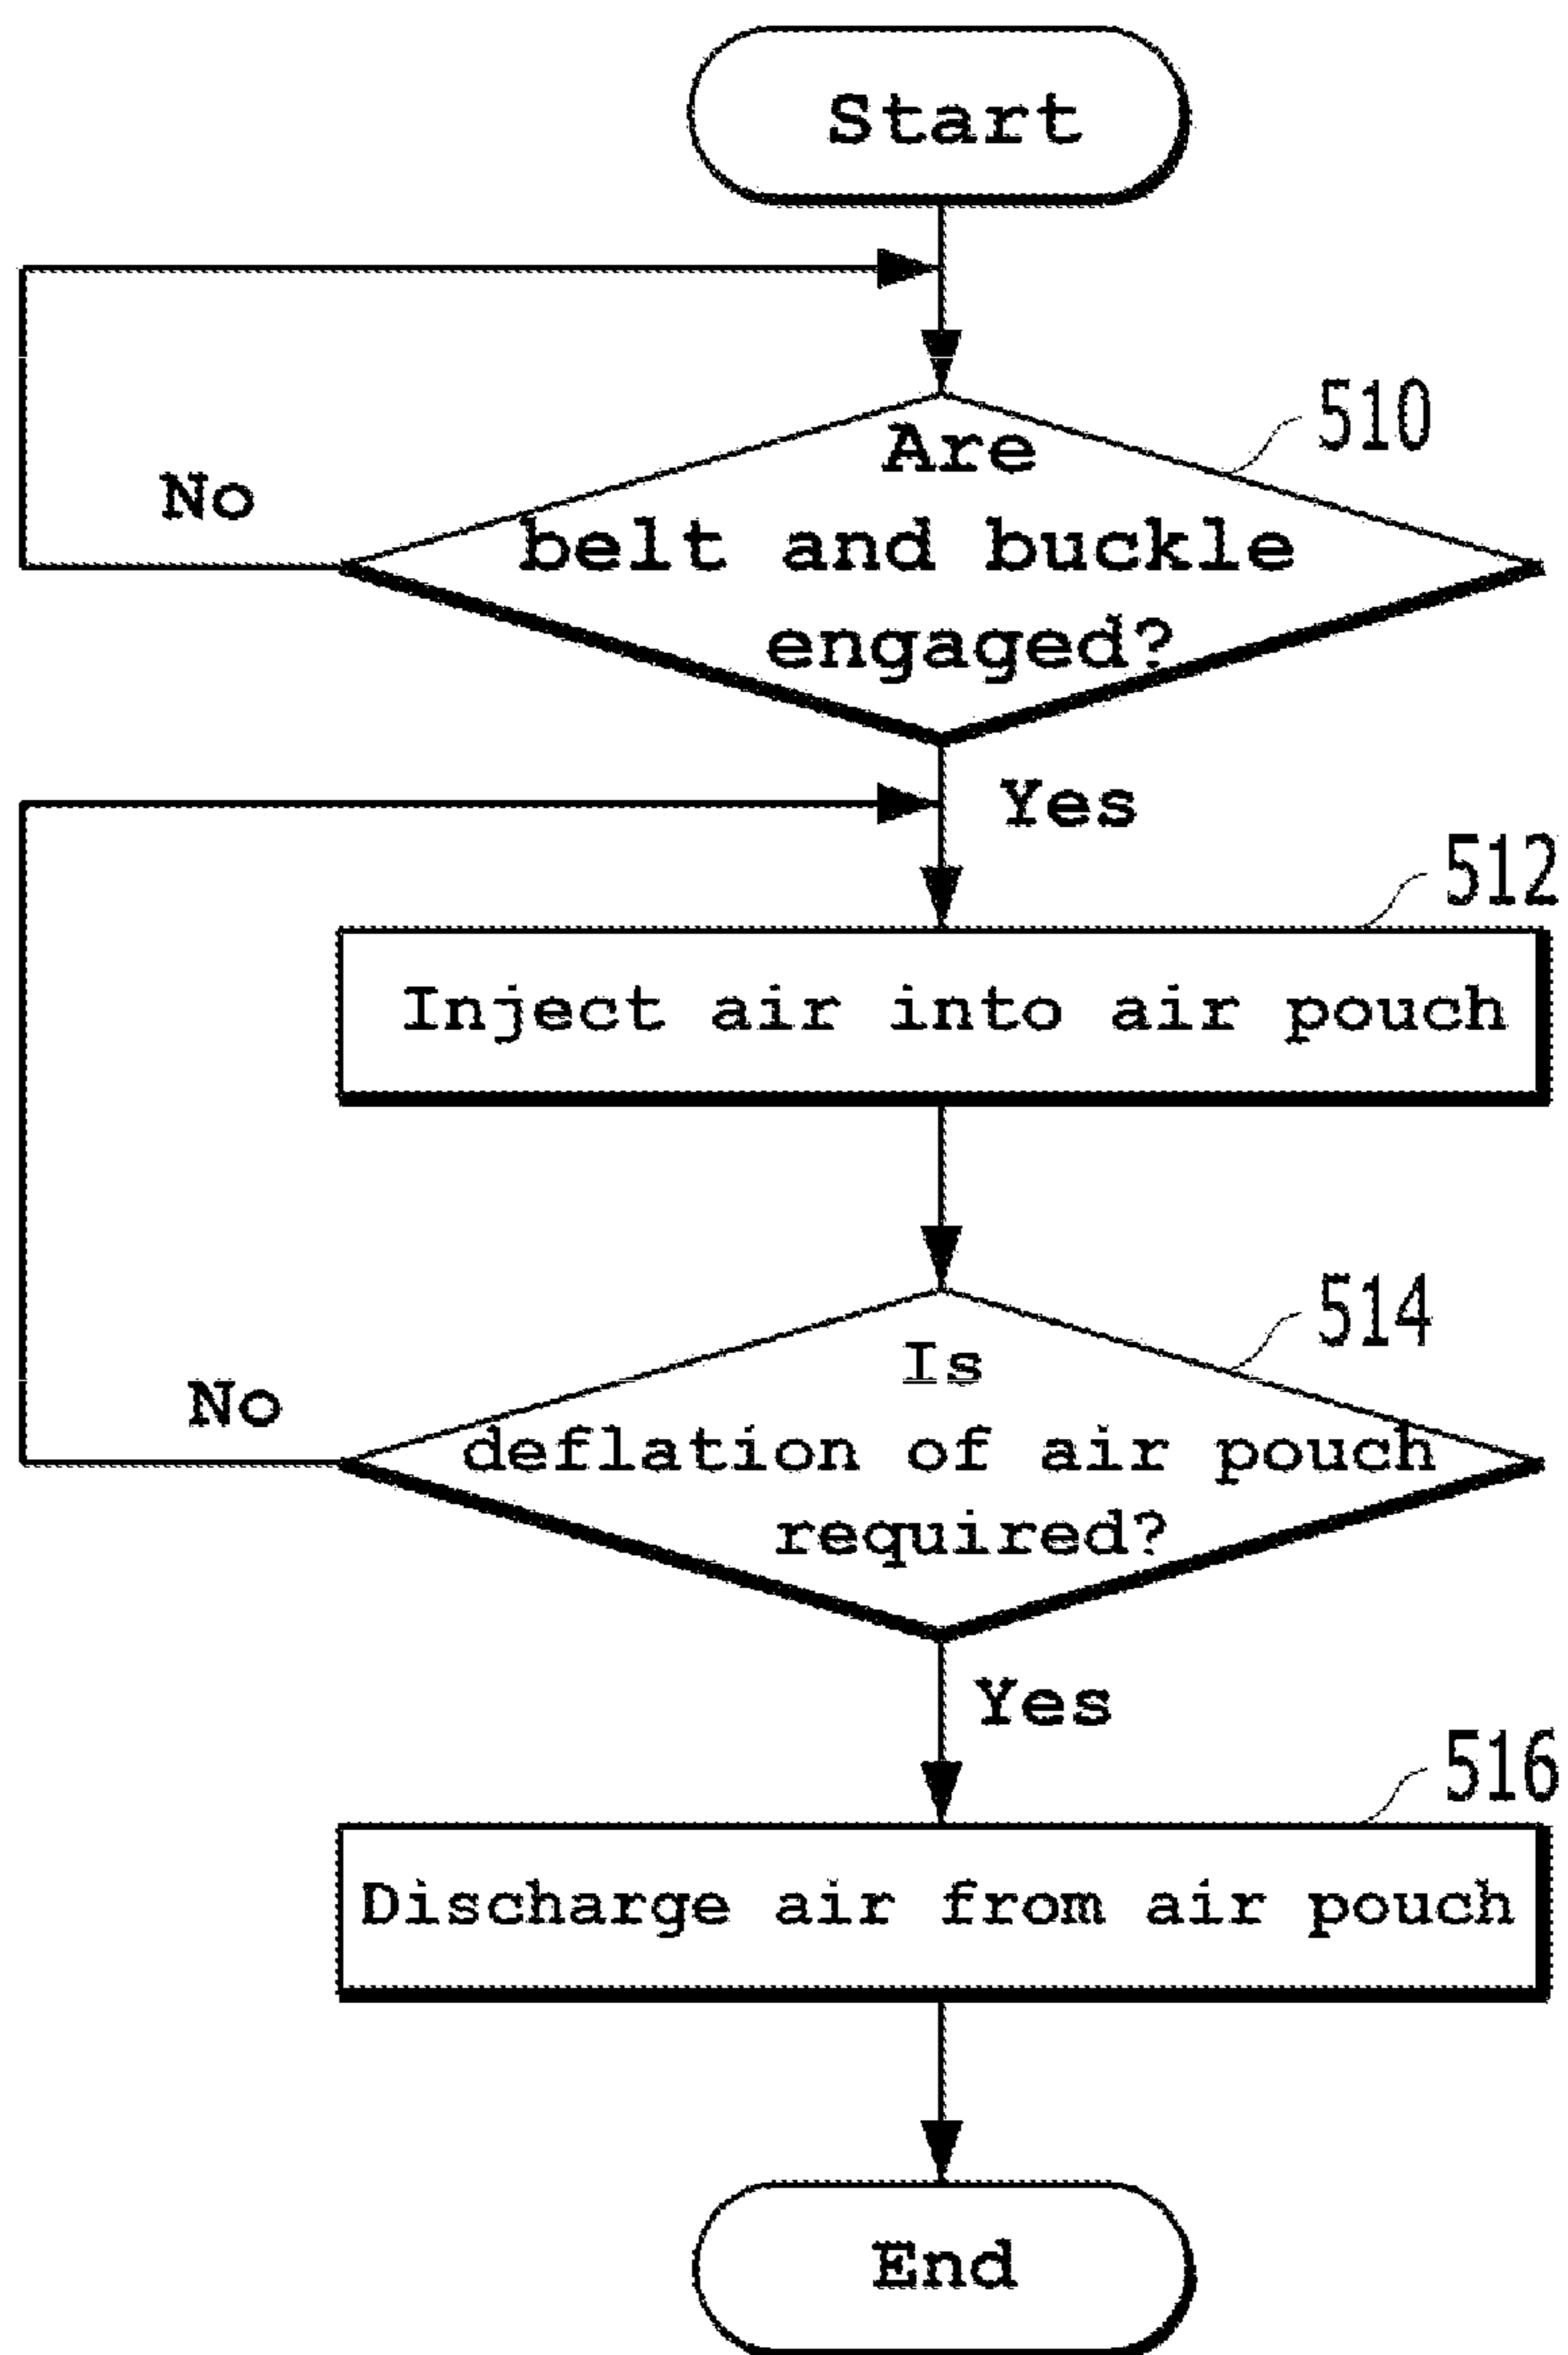 Start
510
Are
No
belt and buckle
engaged?
Yes
512
Inject air into air pouch
514
Is
No
deflation of air pouch
required?
Yes
516
Discharge air from air pouch
End